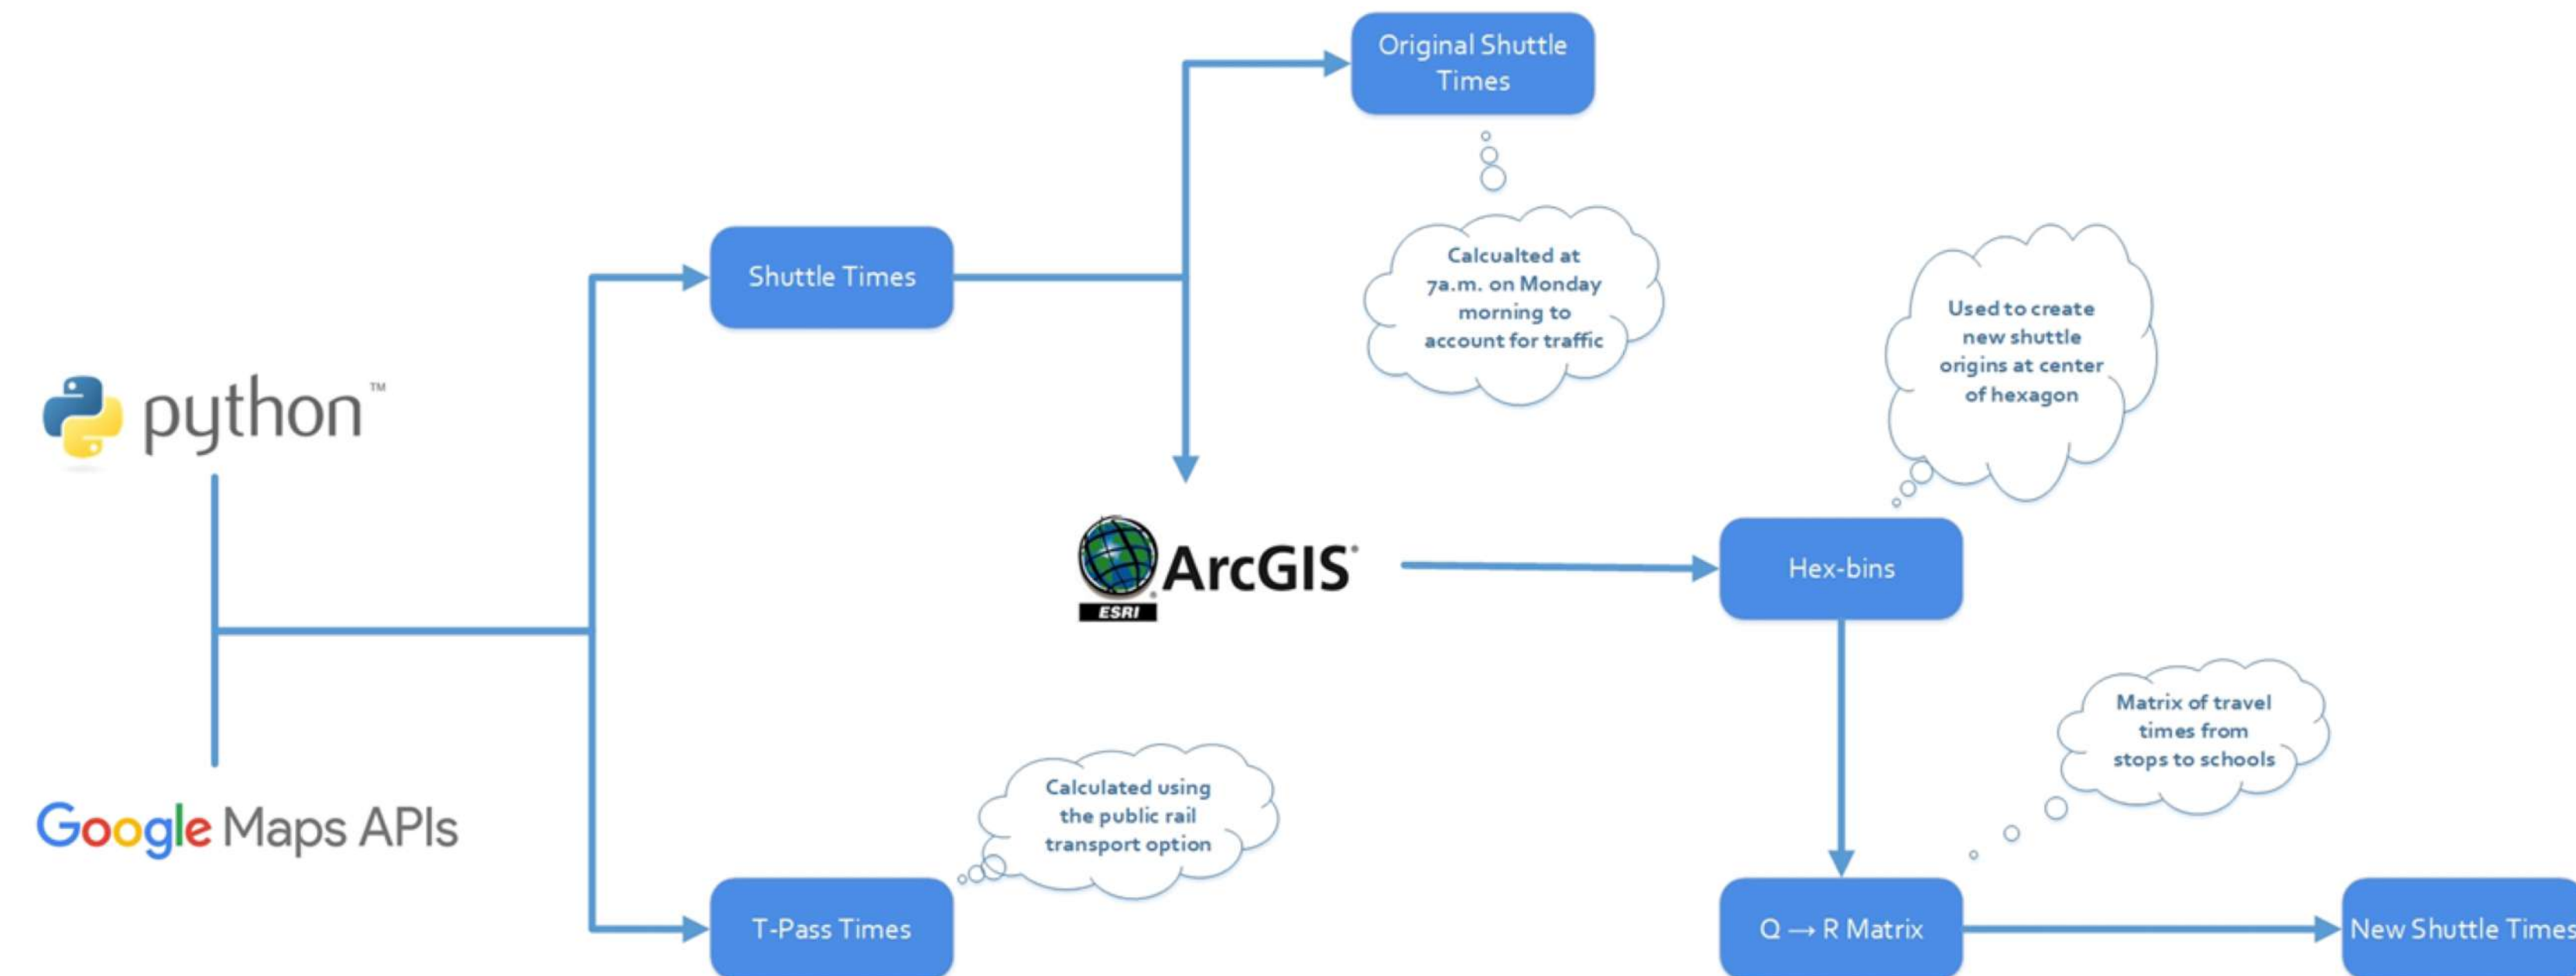 Original Shuttle
Times
Calcualted at
7a.m. on Monday
morning to
account for traffic
Shuttle Times
Used to create
new shuttle
origins at center
of hexagon
python™
ArcGIS®
ESRI
Hex-bins
Matrix of travel
times from
stops to schools
Calculated using
the public rail
transport option
Google Maps APIs
T-Pass Times
Q → R Matrix
New Shuttle Times